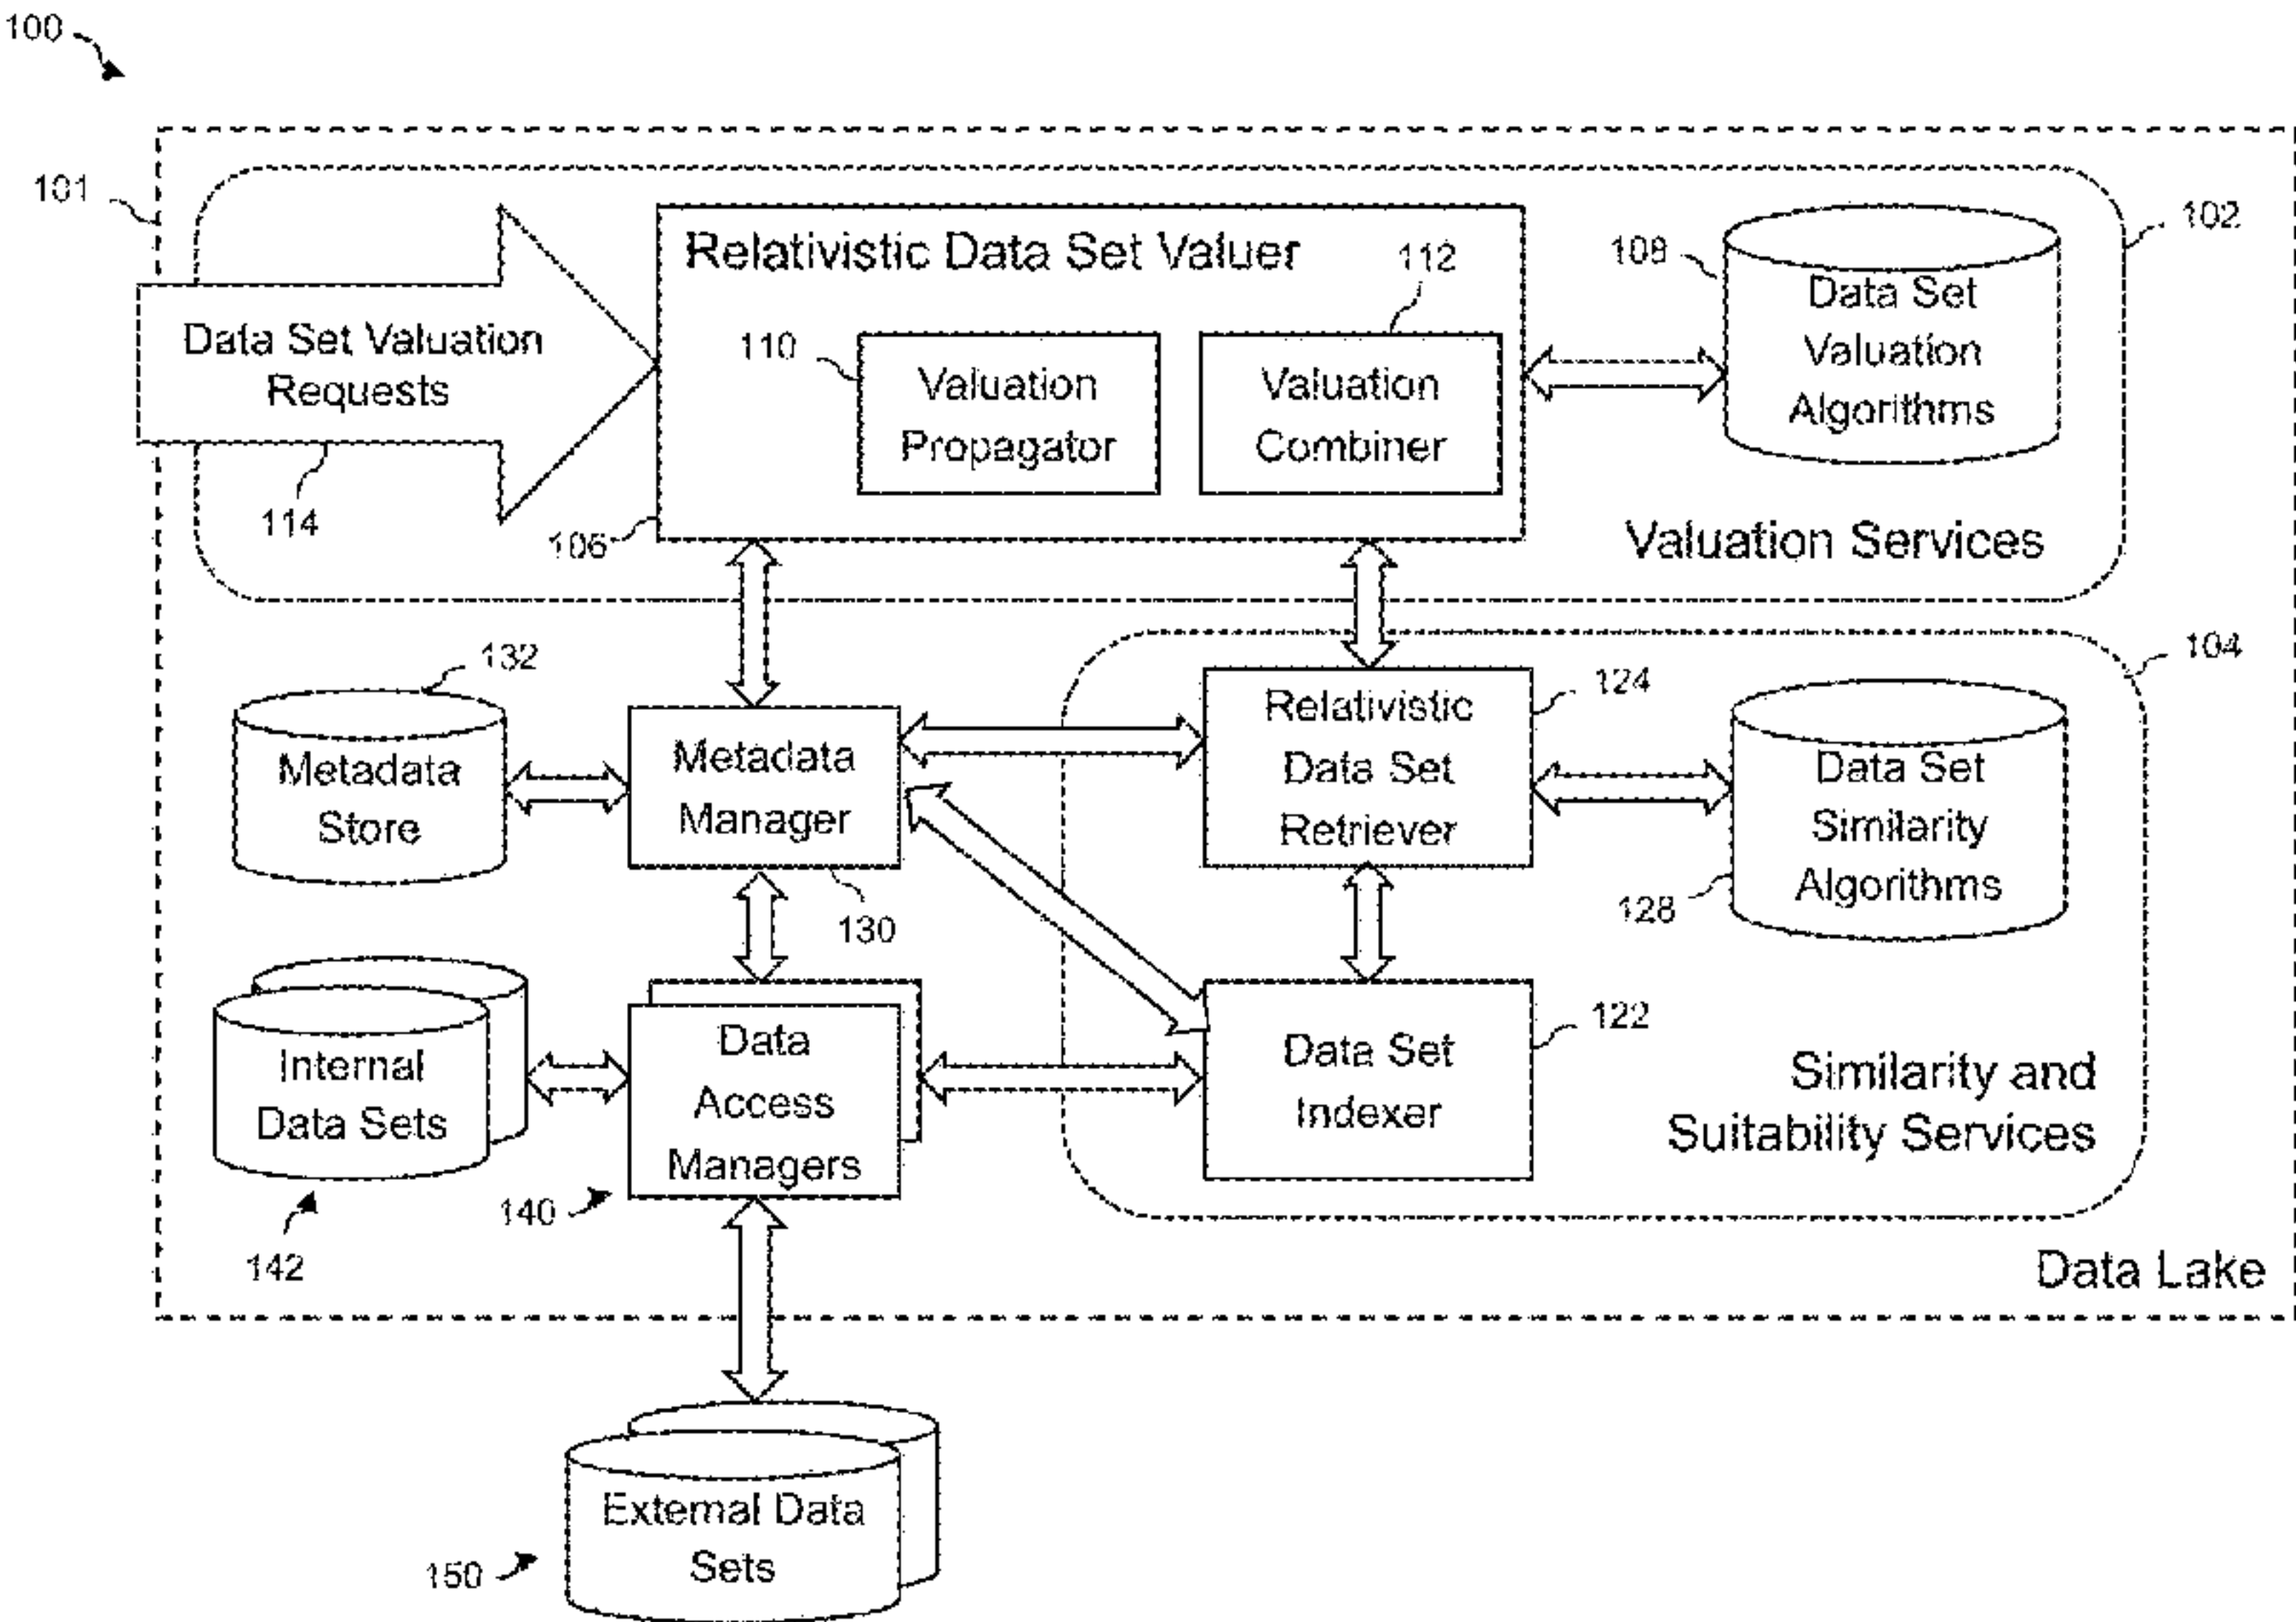 100
101
102
Relativistic Data Set Valuer
112
108
Data Set
Valuation
Algorithms
Data Set Valuation
Requests
110
Valuation
Propagator
Valuation
Combiner
114
106
Valuation Services
132
104
124
Metadata
Store
Metadata
Manager
Relativistic
Data Set
Retriever
Data Set
Similarity
Algorithms
128
130
122
Internal
Data Sets
Data
Access
Managers
Data Set
Indexer
Similarity and
Suitability Services
140
142
Data Lake
External Data
Sets
150